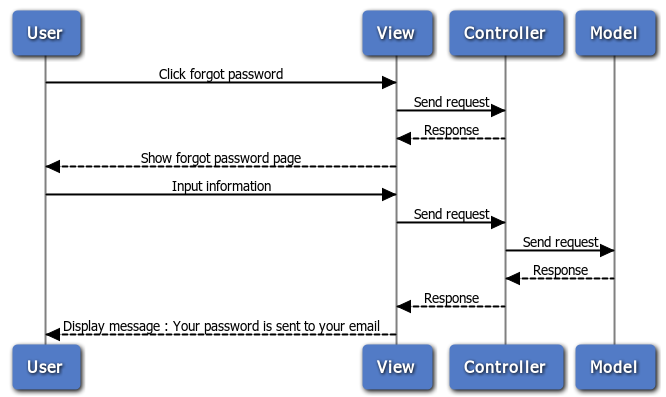 User View Controller Model
Click forgot password
Send request
Response
Show forgot password page
Input information
Send request
Send request
Response
Response
Display message : Your password is sent to your email
User View Controller Model